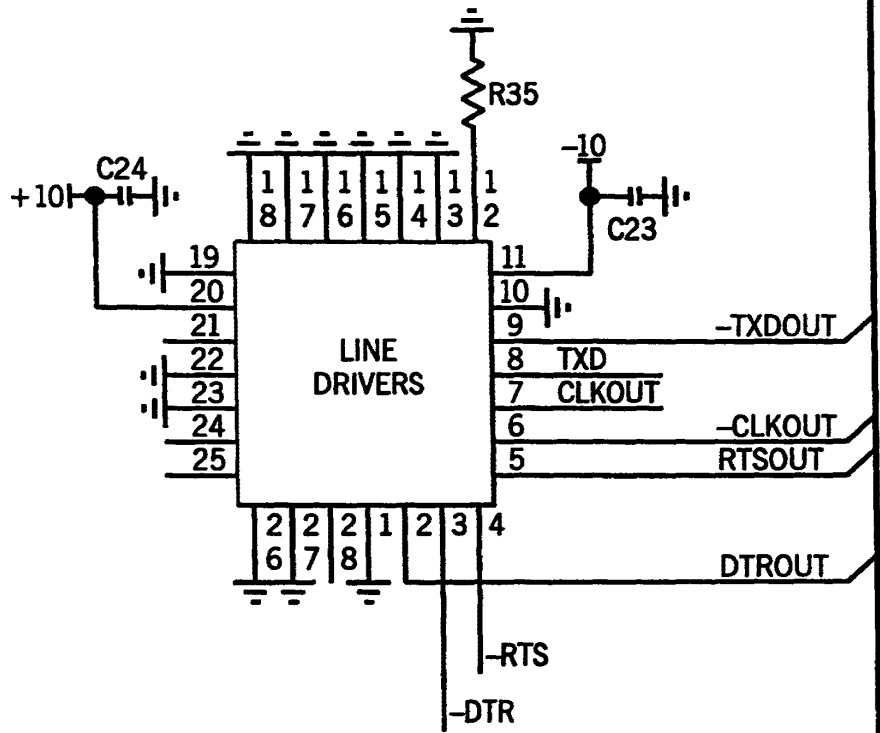 R35
-10
C24
+10
C23
18 17 16 15 14 13 12
19
11
20
10
21
9
-TXDOUT
LINE
DRIVERS
22
8
TXD
23
7
CLKOUT
24
6
-CLKOUT
25
5
RTSOUT
26 27 28 1 2 3 4
DTROUT
-RTS
-DTR